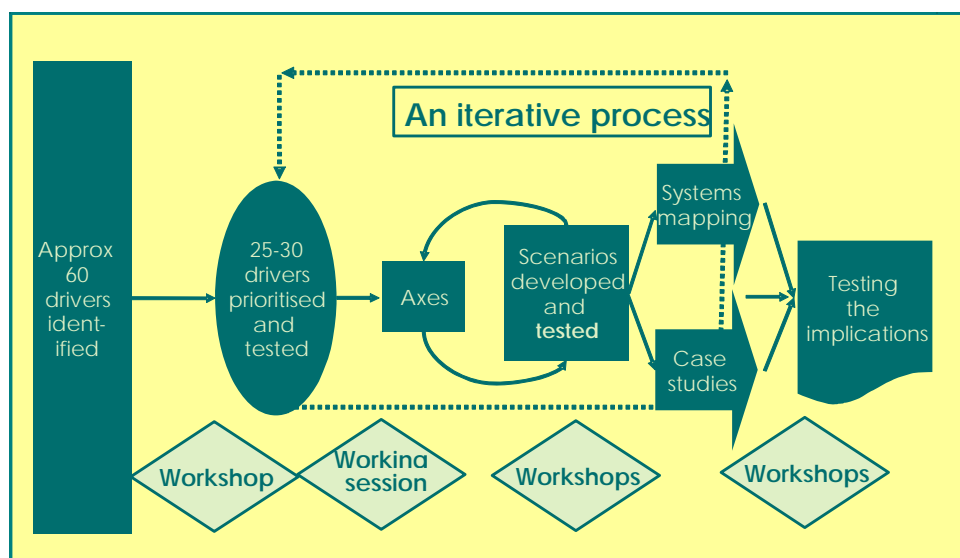 An iterative process
Approx
60
drivers
ident-
ified
25-30
drivers
prioritised
and
tested
Axes
Scenarios
developed
and
tested
Systems
mapping
Case
studies
Testing
the
implications
Workshop
Workina
session
Workshops
Workshops